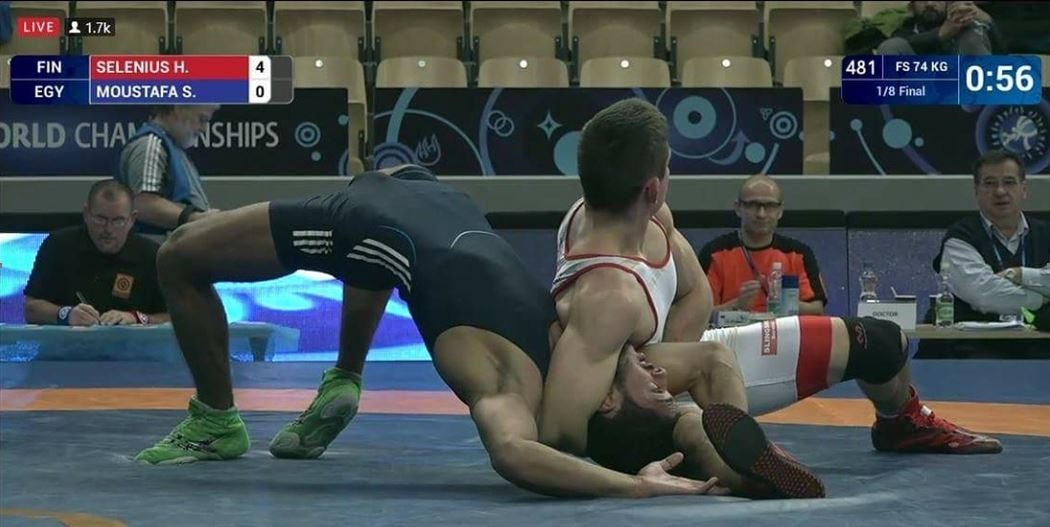 LIVE 1.7k
FIN SELENIUS H. 4
EGY MOUSTAFA S. 0
481 FS 74 KG 0:56
1/8 Final
ORLD CHAMPIONSHIPS
DOCTOR